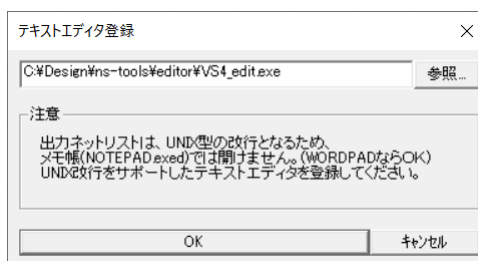 テキストエディタ登録
C:¥Design¥ns-tools¥editor¥VS4_edit.exe
参照...
注意
出力ネットリストは、UNIX型の改行となるため、
メモ帳(NOTEPAD.exed)では開けません。(WORDPADならOK)
UNIX改行をサポートしたテキストエディタを登録してください。
OK
キャンセル